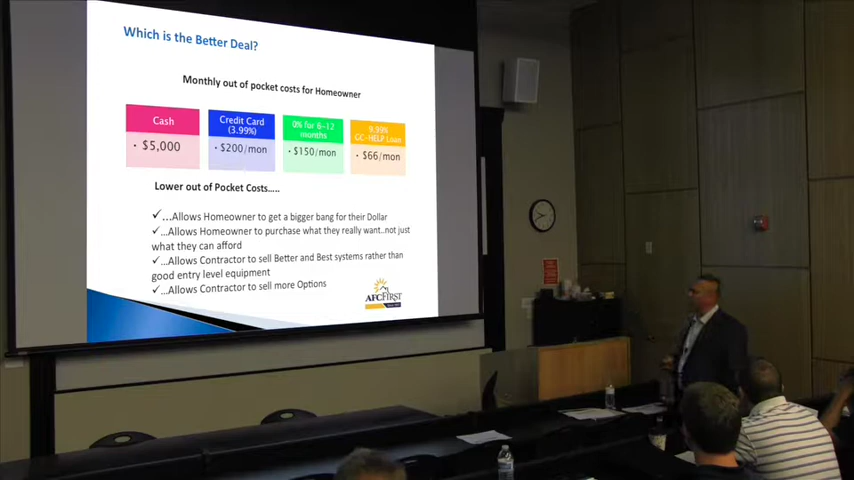 Which is the Better Deal?
Monthly out of pocket costs for Homeowner
Cash
• $5,000
Credit Card
(3.99%)
• $200/mon
0% for 6-12
months
• $150/mon
9.99%
GC-HELP Loan
• $66/mon
Lower out of Pocket Costs.....
✓...Allows Homeowner to get a bigger bang for their Dollar
✓...Allows Homeowner to purchase what they really want..not just
what they can afford
✓...Allows Contractor to sell Better and Best systems rather than
good entry level equipment
✓...Allows Contractor to sell more Options
AFCFIRST